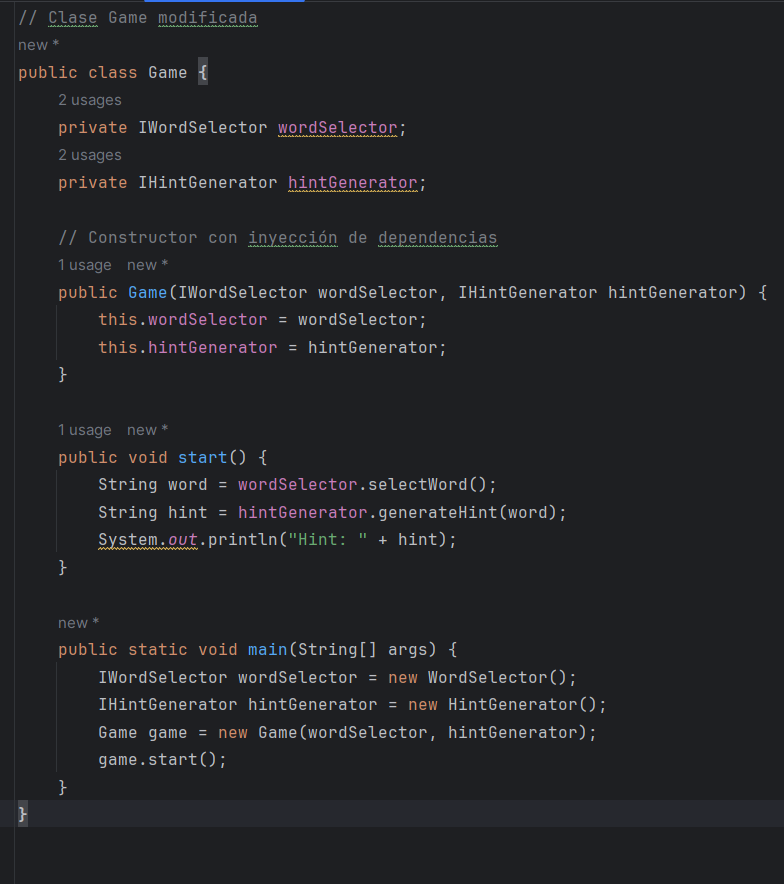 // Clase Game modificada
new *
public class Game {
2 usages
private IWordSelector wordSelector;
2 usages
private IHintGenerator hintGenerator;
// Constructor con inyección de dependencias
1 usage new *
public Game(IWordSelector wordSelector, IHintGenerator hintGenerator) {
this.wordSelector = wordSelector;
this.hintGenerator = hintGenerator;
}
1 usage new *
public void start() {
String word = wordSelector.selectWord();
String hint = hintGenerator.generateHint(word);
System.out.println("Hint: " + hint);
}
new *
public static void main(String[] args) {
IWordSelector wordSelector = new WordSelector();
IHintGenerator hintGenerator = new HintGenerator();
Game game = new Game(wordSelector, hintGenerator);
game.start();
}
}